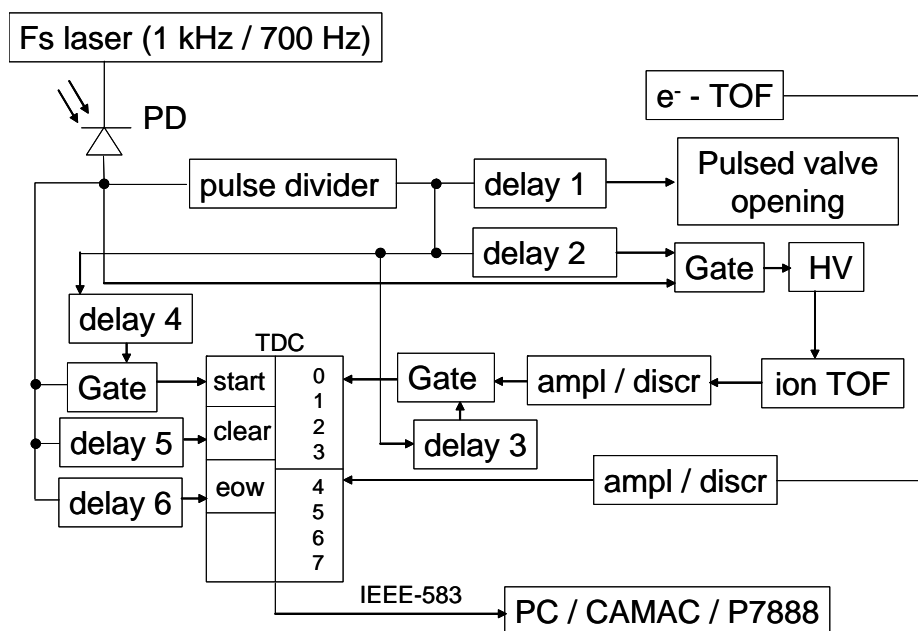 Fs laser (1 kHz / 700 Hz)
PD
e- - TOF
pulse divider
delay 1
Pulsed valve
opening
delay 2
Gate
HV
delay 4
TDC
Gate
start
0
1
2
3
Gate
ampl / discr
ion TOF
delay 5
clear
delay 3
delay 6
eow
4
5
6
7
ampl / discr
IEEE-583
PC / CAMAC / P7888